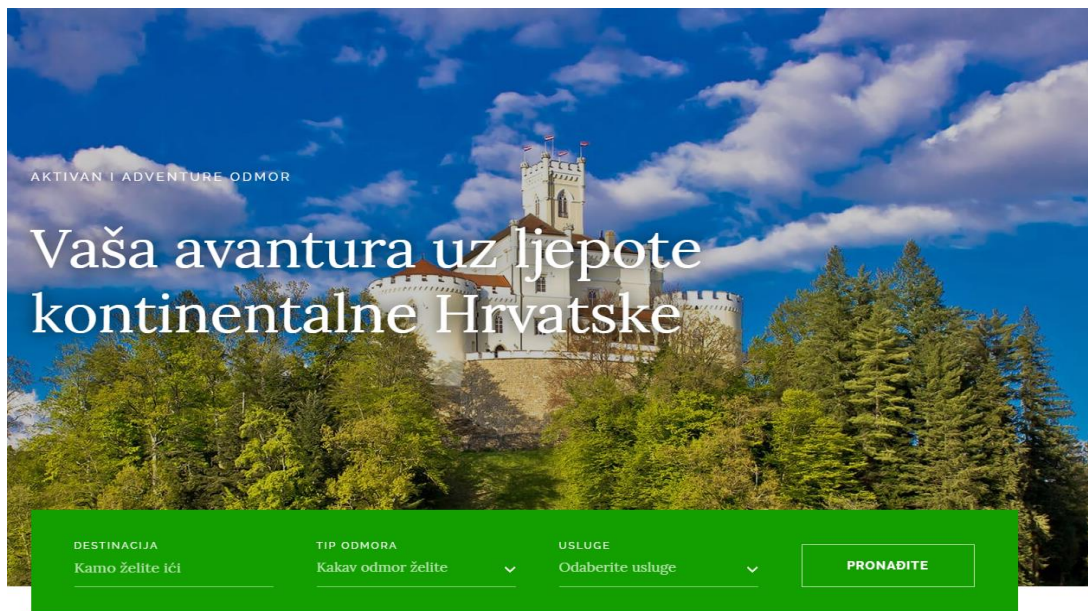 AKTIVAN I ADVENTURE ODMOR
Vaša avantura uz ljepote
kontinentalne Hrvatske
DESTINACIJA
Kamo želite ići
TIP ODMORA
Kakav odmor želite
USLUGE
Odaberite usluge
PRONAĐITE